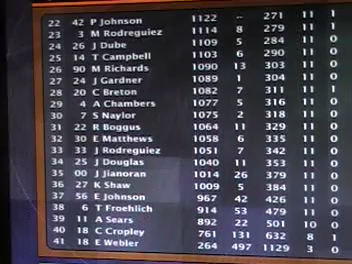 22 42 P Johnson 1122 -- 271 11 1
23 3 M Rodreguiez 1114 8 279 11 1
24 26 J Dube 1109 5 284 11 0
25 14 T Campbell 1103 6 290 11 0
26 90 M Richards 1090 13 303 11 0
27 24 J Gardner 1089 1 304 11 0
28 20 C Breton 1082 7 311 11 1
29 4 A Chambers 1077 5 316 11 0
30 7 S Naylor 1075 2 318 11 0
31 22 R Boggus 1064 11 329 11 0
32 30 E Matthews 1058 6 335 11 0
33 33 J Rodreguiez 1051 7 342 11 0
34 25 J Douglas 1040 11 353 11 0
35 00 J Jianoran 1014 26 379 11 0
36 27 K Shaw 1009 5 384 11 0
37 56 E Johnson 967 42 426 11 0
38 6 T Froehlich 914 53 479 11 0
39 11 A Sears 892 22 501 10 0
40 18 C Cropley 761 131 632 8 1
41 18 E Webler 264 497 1129 3 0